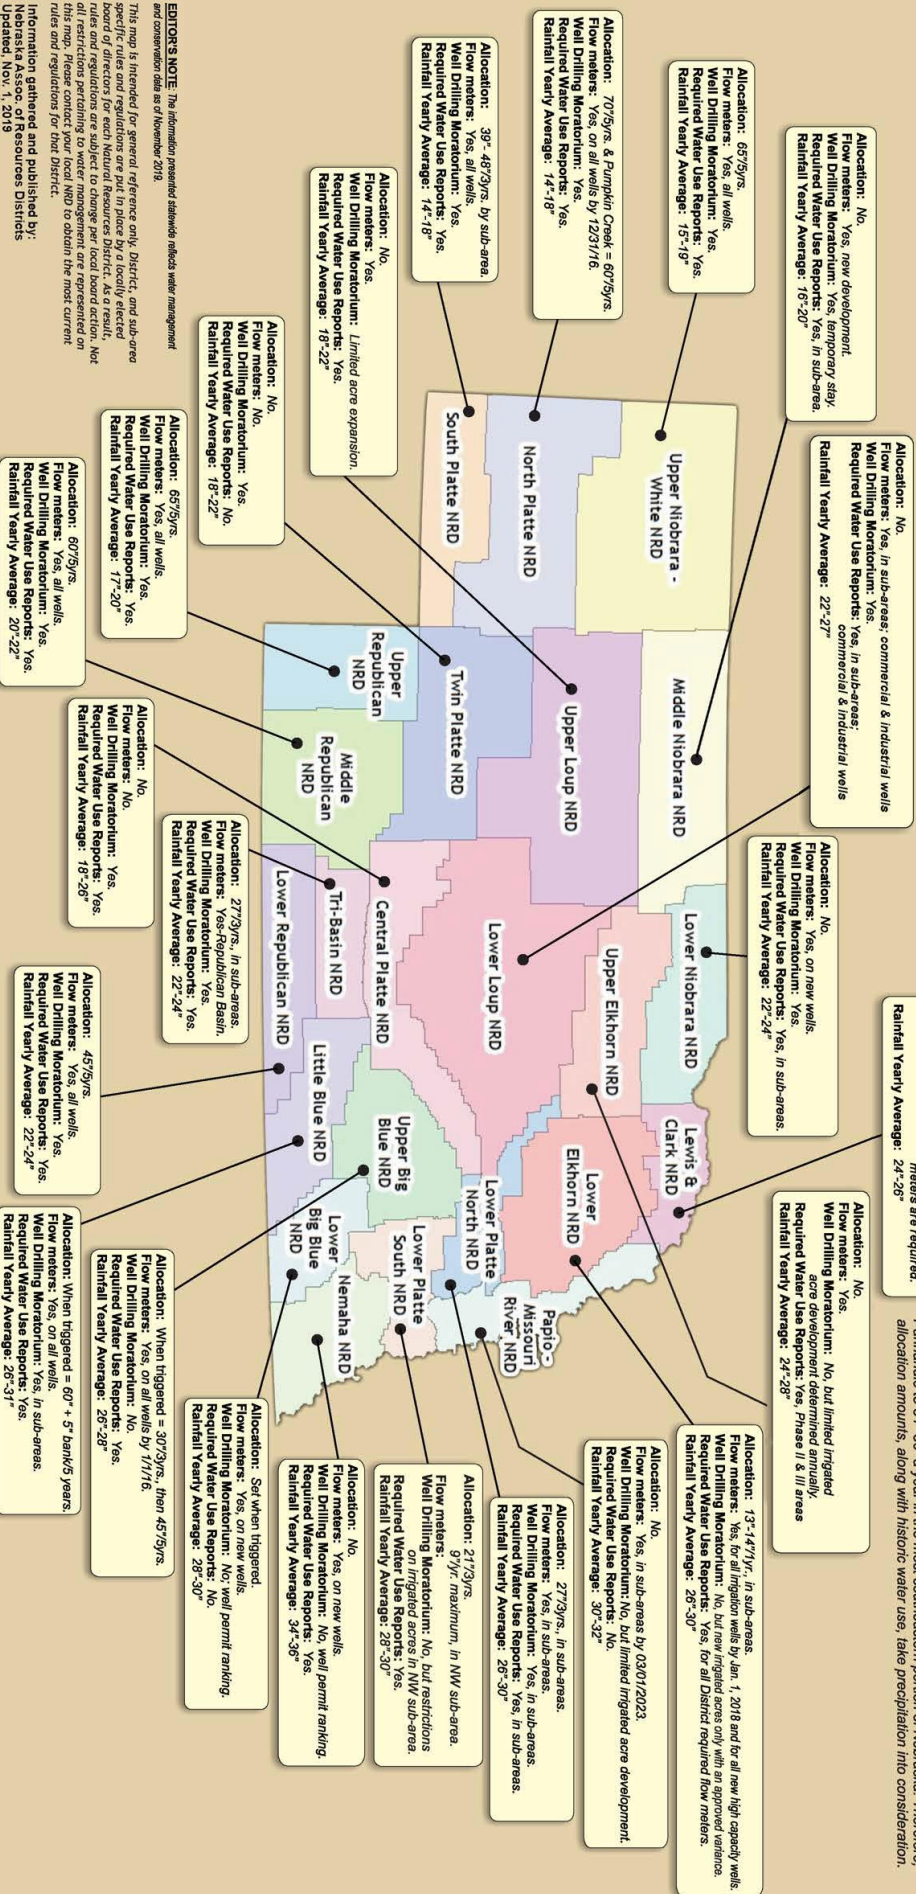 meters are required.
Rainfall Yearly Average: 24"-26"
allocation amounts, along with historic water use, take precipitation into consideration.
Allocation: No.
Flow meters: Yes, in sub-areas; commercial & industrial wells
Well Drilling Moratorium: Yes.
Required Water Use Reports: Yes, in sub-areas;
commercial & industrial wells
Rainfall Yearly Average: 22"-27"
Allocation: No.
Flow meters: Yes, new development.
Well Drilling Moratorium: Yes, temporary stay.
Required Water Use Reports: Yes, in sub-area.
Rainfall Yearly Average: 16"-20"
Allocation: No.
Flow meters: Yes, on new wells.
Well Drilling Moratorium: Yes.
Required Water Use Reports: Yes, in sub-areas.
Rainfall Yearly Average: 22"-24"
Allocation: No.
Flow meters: Yes.
Well Drilling Moratorium: No, but limited irrigated
acre development determined annually.
Required Water Use Reports: Yes, Phase II & III areas
Rainfall Yearly Average: 24"-28"
Allocation: 65"/5yrs.
Flow meters: Yes, all wells.
Well Drilling Moratorium: Yes.
Required Water Use Reports: Yes.
Rainfall Yearly Average: 15"-19"
Allocation: 13"-14"/1yr., in sub-areas.
Flow meters: Yes, for all irrigation wells by Jan. 1, 2018 and for all new high capacity wells.
Well Drilling Moratorium: No, but new irrigated acres only with an approved variance.
Required Water Use Reports: Yes, for all District required flow meters.
Rainfall Yearly Average: 26"-30"
Allocation: 70"/5yrs. & Pumpkin Creek = 60"/5yrs.
Flow meters: Yes, on all wells by 12/31/16.
Well Drilling Moratorium: Yes.
Required Water Use Reports: Yes.
Rainfall Yearly Average: 14"-18"
Allocation: No.
Flow meters: Yes, in sub-areas by 03/01/2023.
Well Drilling Moratorium: No, but limited irrigated acre development.
Required Water Use Reports: No.
Rainfall Yearly Average: 30"-32"
Allocation: 39"- 48"/3yrs. by sub-area.
Flow meters: Yes, all wells.
Well Drilling Moratorium: Yes.
Required Water Use Reports: Yes.
Rainfall Yearly Average: 14"-18"
Allocation: 27"/3yrs., in sub-areas.
Flow meters: Yes, in sub-areas.
Well Drilling Moratorium: Yes, in sub-areas.
Required Water Use Reports: Yes, in sub-areas.
Rainfall Yearly Average: 26"-30"
Allocation: No.
Flow meters: Yes.
Well Drilling Moratorium: Limited acre expansion.
Required Water Use Reports: Yes.
Rainfall Yearly Average: 18"-22"
Allocation: 21"/3yrs.
9"/yr. maximum, in NW sub-area.
Flow meters:
Well Drilling Moratorium: No, but restrictions
on irrigated acres in NW sub-area.
Required Water Use Reports: Yes.
Rainfall Yearly Average: 28"-30"
Allocation: No.
Flow meters: No.
Well Drilling Moratorium: Yes.
Required Water Use Reports: No.
Rainfall Yearly Average: 18"-22"
Allocation: No.
Flow meters: Yes, on new wells.
Well Drilling Moratorium: No, well permit ranking.
Required Water Use Reports: Yes.
Rainfall Yearly Average: 34"-36"
Allocation: 65"/5yrs.
Flow meters: Yes, all wells.
Well Drilling Moratorium: Yes.
Required Water Use Reports: Yes.
Rainfall Yearly Average: 17"-20"
Allocation: Set when triggered.
Flow meters: Yes, on new wells.
Well Drilling Moratorium: No; well permit ranking.
Required Water Use Reports: No.
Rainfall Yearly Average: 28"-30"
Allocation: 60"/5yrs.
Flow meters: Yes, all wells.
Well Drilling Moratorium: Yes.
Required Water Use Reports: Yes.
Rainfall Yearly Average: 20"-22"
Allocation: No.
Flow meters: No.
Well Drilling Moratorium: Yes.
Required Water Use Reports: Yes.
Rainfall Yearly Average: 18"-26"
Allocation: 27"/3yrs., in sub-areas.
Flow meters: Yes-Republican Basin.
Well Drilling Moratorium: Yes.
Required Water Use Reports: Yes.
Rainfall Yearly Average: 22"-24"
Allocation: 45"/5yrs.
Flow meters: Yes, all wells.
Well Drilling Moratorium: Yes.
Required Water Use Reports: Yes.
Rainfall Yearly Average: 22"-24"
Allocation: When triggered = 30"/3yrs., then 45"/5yrs.
Flow meters: Yes, on all wells by 1/1/16.
Well Drilling Moratorium: No.
Required Water Use Reports: Yes.
Rainfall Yearly Average: 26"-28"
Allocation: When triggered = 60" + 5" bank/5 years.
Flow meters: Yes, on all wells.
Well Drilling Moratorium: Yes, in sub-areas.
Required Water Use Reports: Yes.
Rainfall Yearly Average: 26"-31"
Upper Niobrara -
White NRD
Middle Niobrara NRD
Lower Niobrara NRD
Lewis &
Clark NRD
North Platte NRD
Upper Loup NRD
Upper Elkhorn NRD
Lower
Elkhorn NRD
South Platte NRD
Twin Platte NRD
Lower Loup NRD
Lower Platte
North NRD
Papio -
Missouri
River NRD
Upper
Republican
NRD
Middle
Republican
NRD
Central Platte NRD
Tri-Basin NRD
Lower Republican NRD
Upper Big
Blue NRD
Little Blue NRD
Lower Platte
South NRD
Lower
Big Blue
NRD
Nemaha NRD
EDITOR'S NOTE: The information presented statewide reflects water management
and conservation data as of November 2019.
This map is intended for general reference only. District, and sub-area
specific rules and regulations are put in place by a locally elected
board of directors for each Natural Resources District. As a result,
rules and regulations are subject to change per local board action. Not
all restrictions pertaining to water management are represented on
this map. Please contact your local NRD to obtain the most current
rules and regulations for that District.
Information gathered and published by:
Nebraska Assoc. of Resources Districts
Updated, Nov. 1, 2019